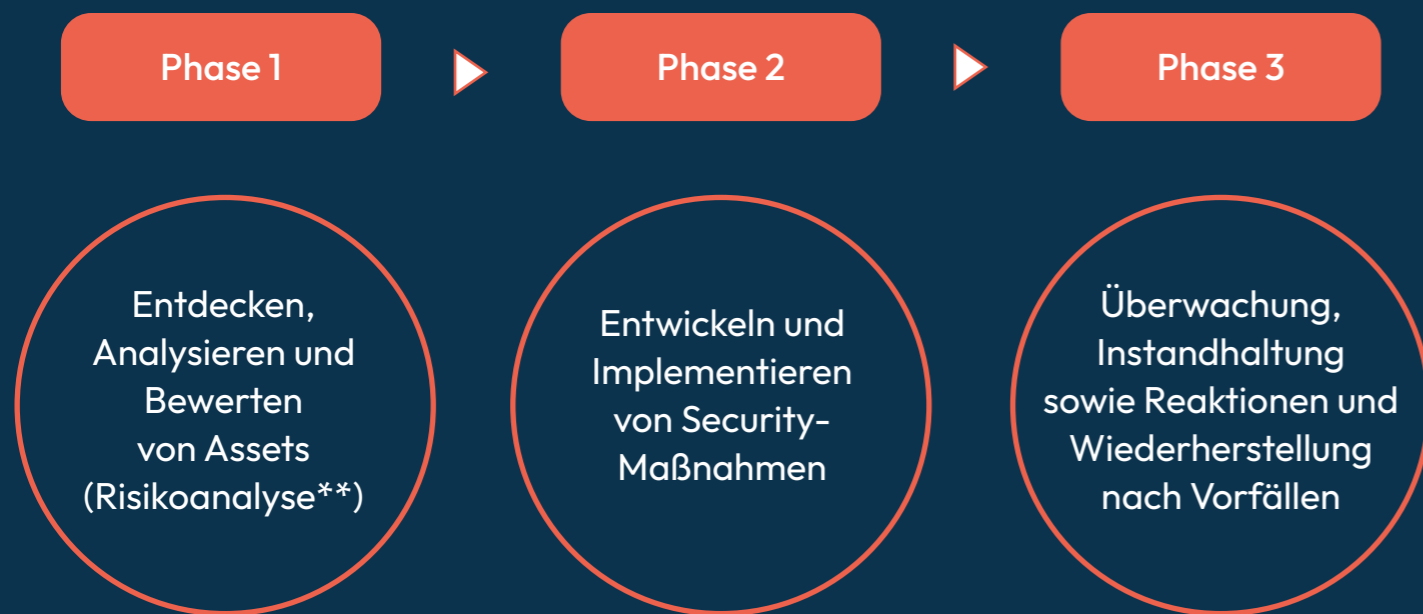 Phase 1
Phase 2
Phase 3
Entdecken,
Analysieren und
Bewerten
von Assets
(Risikoanalyse**)
Entwickeln und
Implementieren
von Security-
Maßnahmen
Überwachung,
Instandhaltung
sowie Reaktionen und
Wiederherstellung
nach Vorfällen